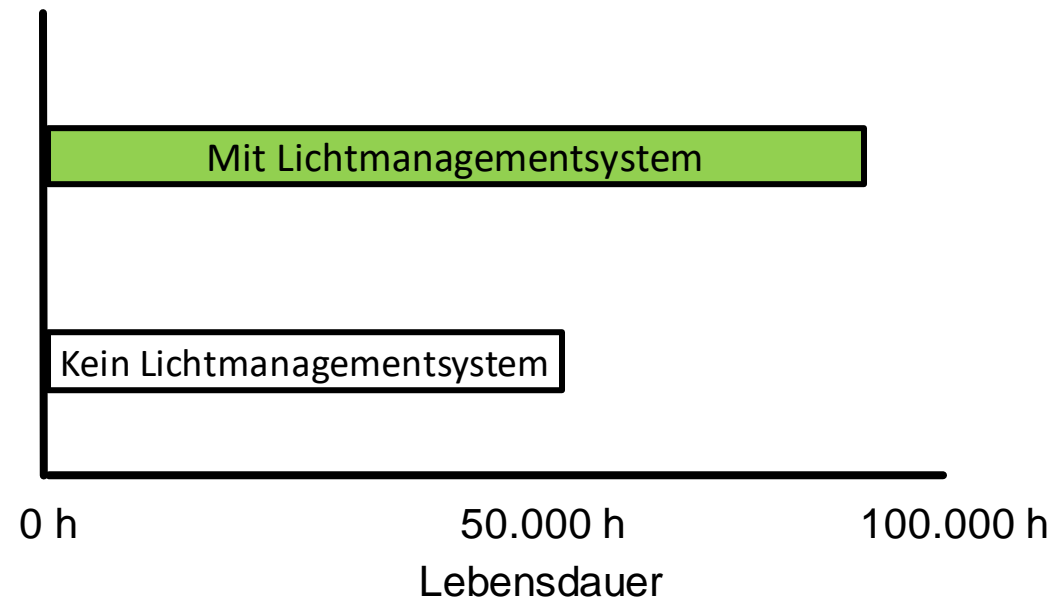 Mit Lichtmanagementsystem
Kein Lichtmanagementsystem
0 h 50.000 h 100.000 h
Lebensdauer